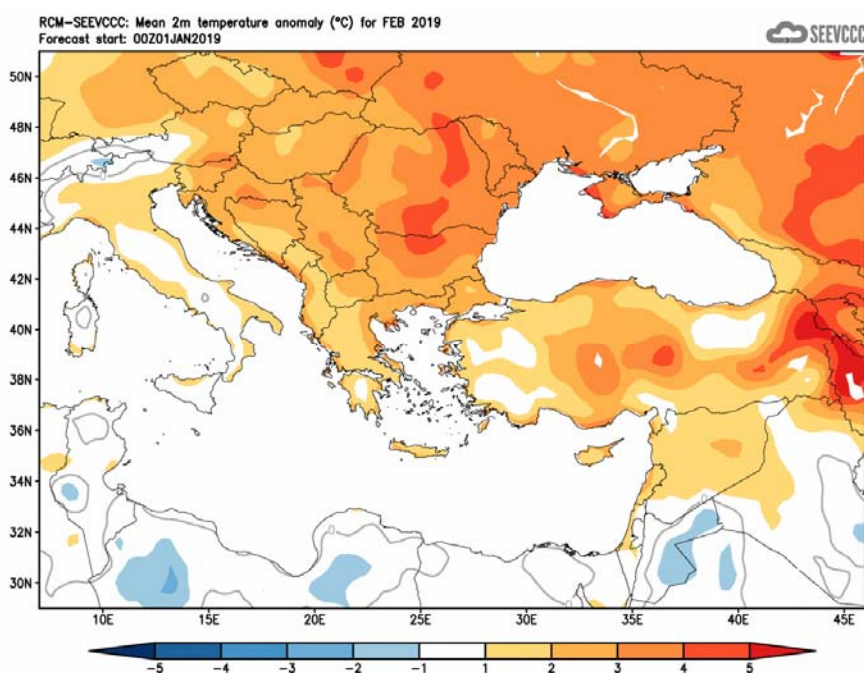 RCM-SEEVCCC: Mean 2m temperature anomaly (°C) for FEB 2019
Forecast start: 00Z01JAN2019
SEEVCCC
50N
48N
46N
44N
42N
40N
38N
36N
34N
32N
30N
10E 15E 20E 25E 30E 35E 40E 45E
-5 -4 -3 -2 -1 1 2 3 4 5